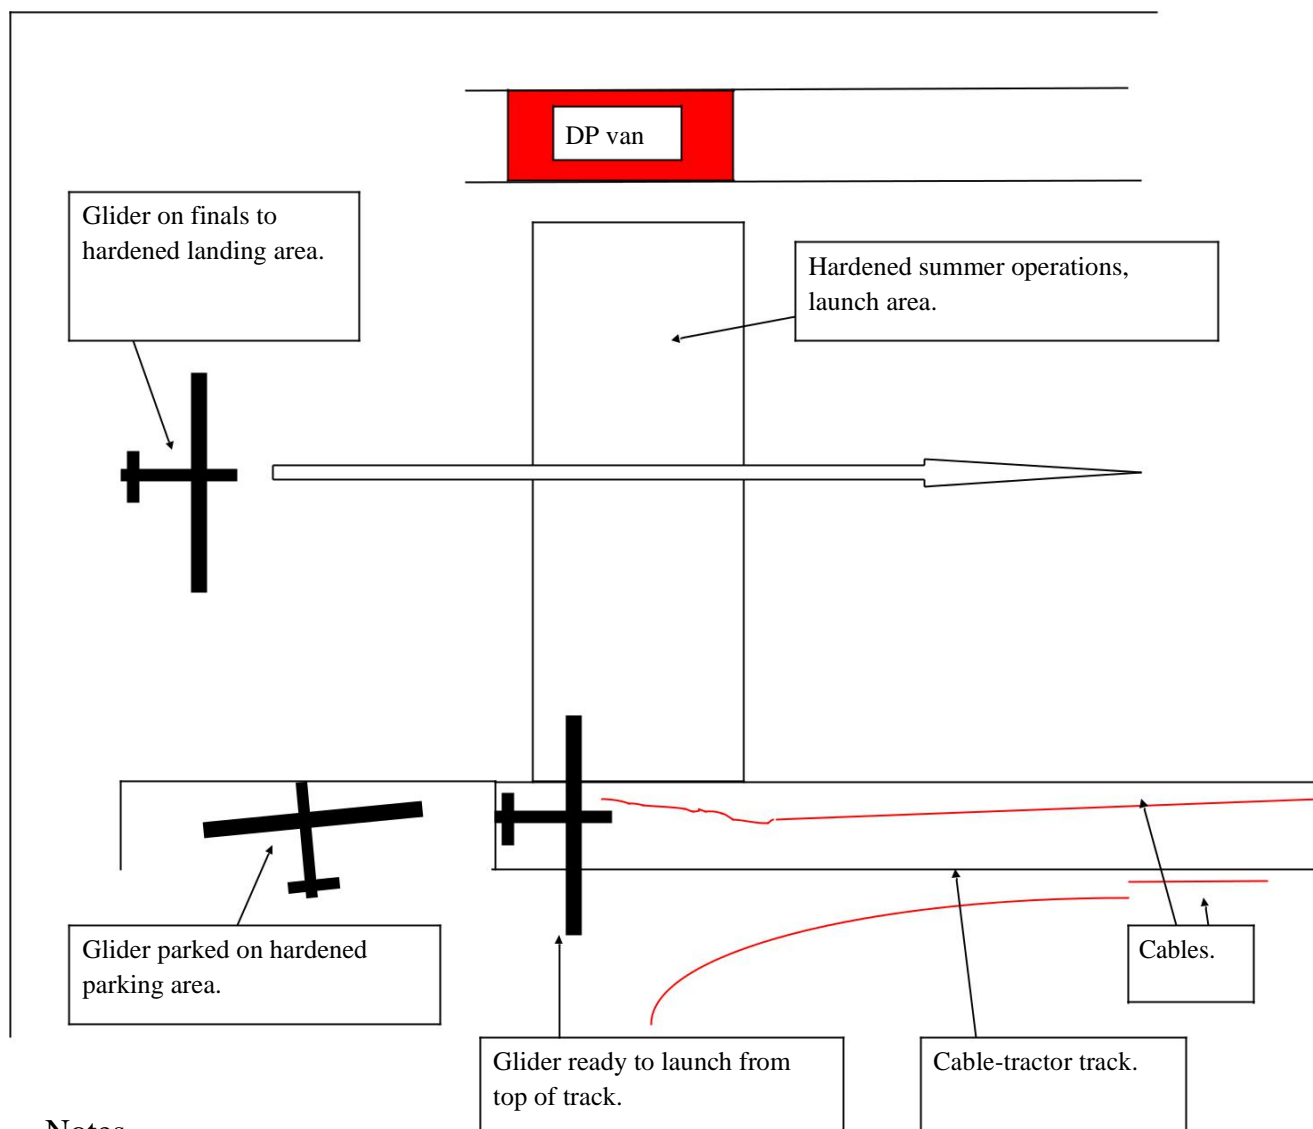 DP van
Glider on finals to
hardened landing area.
Hardened summer operations,
launch area.
Glider parked on hardened
parking area.
Cables.
Glider ready to launch from
top of track.
Cable-tractor track.
Notes